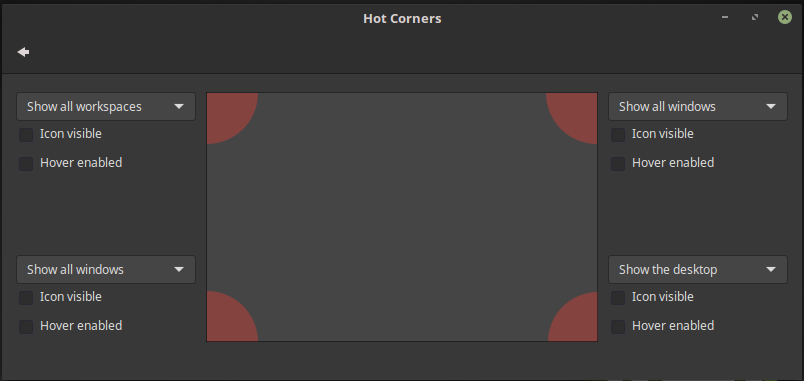 Hot Corners
Show all workspaces
Icon visible
Hover enabled
Show all windows
Icon visible
Hover enabled
Show all windows
Icon visible
Hover enabled
Show the desktop
Icon visible
Hover enabled